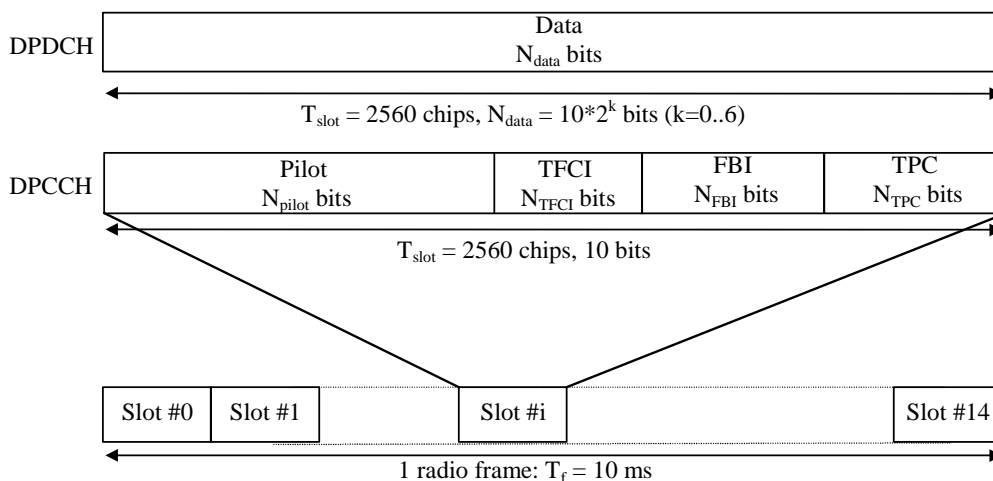 Data
DPDCH
N_data bits
T_slot = 2560 chips, N_data = 10*2^k bits (k=0..6)
Pilot TFCI FBI TPC
DPCCH
N_pilot bits N_TFCI bits N_FBI bits N_TPC bits
T_slot = 2560 chips, 10 bits
Slot #0 Slot #1 Slot #i Slot #14
1 radio frame: T_f = 10 ms